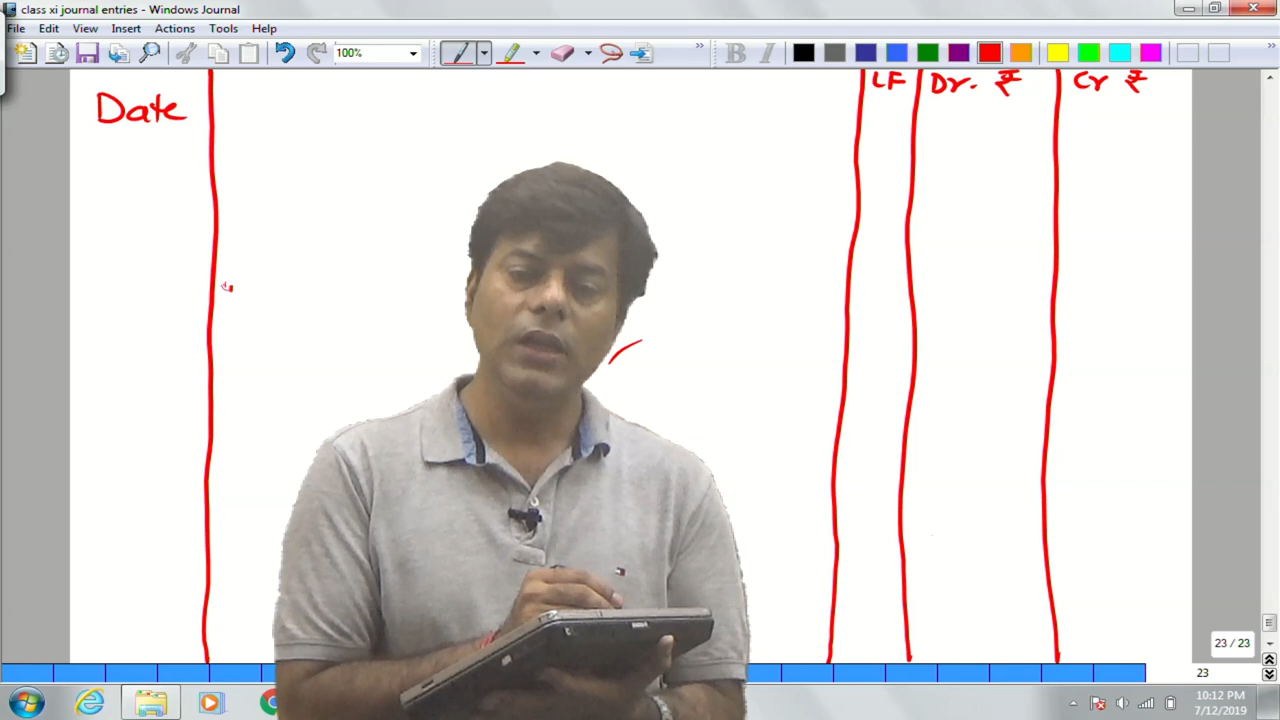 class xi journal entries - Windows Journal
File Edit View Insert Actions Tools Help
100% B I
LF Dr. ₹ Cr ₹
Date
23 / 23
23
10:12 PM
7/12/2019